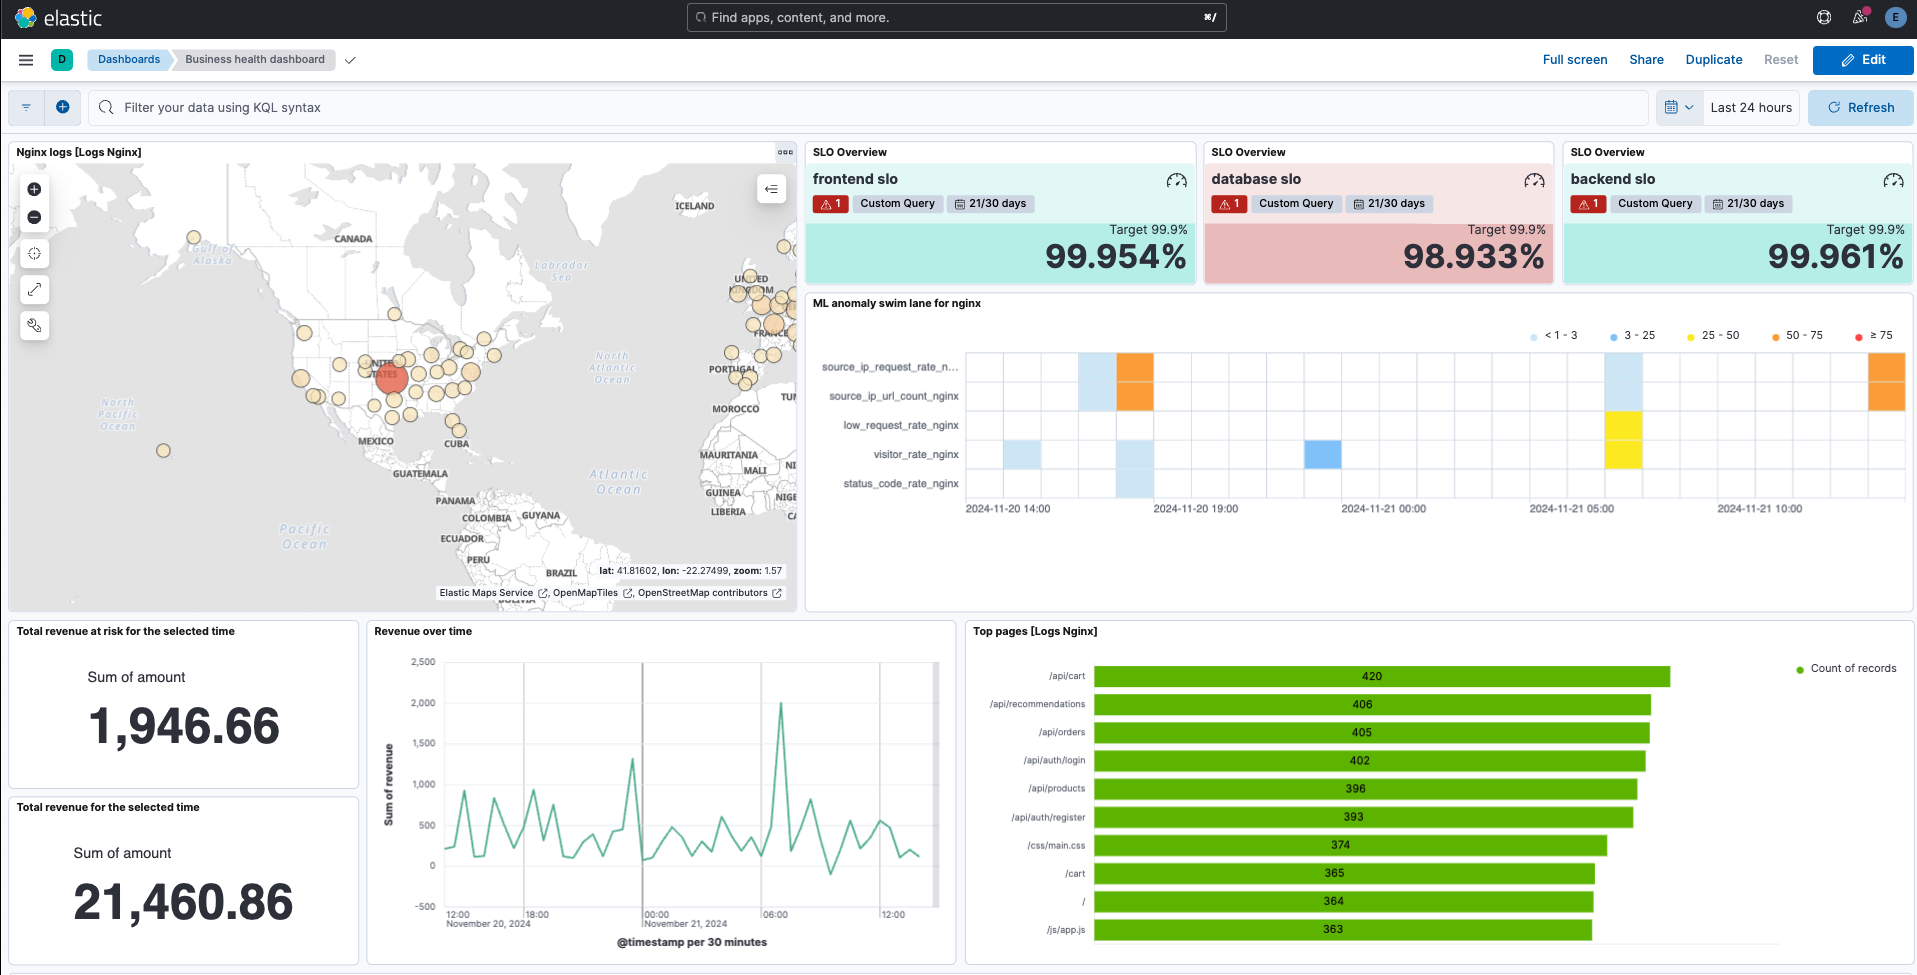 elastic
Find apps, content, and more.
⌘/
E
D
Dashboards
Business health dashboard
Full screen
Share
Duplicate
Reset
Edit
Filter your data using KQL syntax
Last 24 hours
Refresh
Nginx logs [Logs Nginx]
ICELAND
CANADA
Gulf of
Alaska
Labrador
Sea
UNITED
KINGDOM
FRANCE
UNITED
STATES
North
Atlantic
Ocean
PORTUGAL
North
Pacific
Ocean
MOROCCO
TUN
MEXICO
CUBA
MAURITANIA
MALI
NI
GUATEMALA
Atlantic
Ocean
GUINEA
NIGE
PANAMA
LIBERIA
CA
COLOMBIA
GUYANA
Pacific
Ocean
ECUADOR
PERU
BRAZIL
lat: 41.81602, lon: -22.27499, zoom: 1.57
Elastic Maps Service , OpenMapTiles , OpenStreetMap contributors
BOLIVIA
SLO Overview
frontend slo
1
Custom Query
21/30 days
Target 99.9%
99.954%
SLO Overview
database slo
1
Custom Query
21/30 days
Target 99.9%
98.933%
SLO Overview
backend slo
1
Custom Query
21/30 days
Target 99.9%
99.961%
ML anomaly swim lane for nginx
< 1 - 3
3 - 25
25 - 50
50 - 75
≥ 75
source_ip_request_rate_n...
source_ip_url_count_nginx
low_request_rate_nginx
visitor_rate_nginx
status_code_rate_nginx
2024-11-20 14:00
2024-11-20 19:00
2024-11-21 00:00
2024-11-21 05:00
2024-11-21 10:00
Total revenue at risk for the selected time
Sum of amount
1,946.66
Total revenue for the selected time
Sum of amount
21,460.86
Revenue over time
Sum of revenue
2,500
2,000
1,500
1,000
500
0
-500
12:00
November 20, 2024
18:00
00:00
November 21, 2024
06:00
12:00
@timestamp per 30 minutes
Top pages [Logs Nginx]
Count of records
/api/cart 420
/api/recommendations 406
/api/orders 405
/api/auth/login 402
/api/products 396
/api/auth/register 393
/css/main.css 374
/cart 365
/ 364
/js/app.js 363